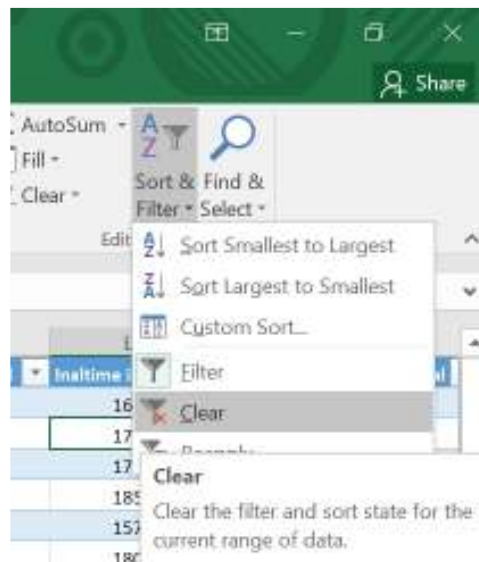 Share
AutoSum
Fill
Clear
Sort & Filter
Find & Select
Sort Smallest to Largest
Sort Largest to Smallest
Custom Sort...
Filter
Clear
Reapply
Inaltime
16
17
17
185
157
180
Clear
Clear the filter and sort state for the
current range of data.